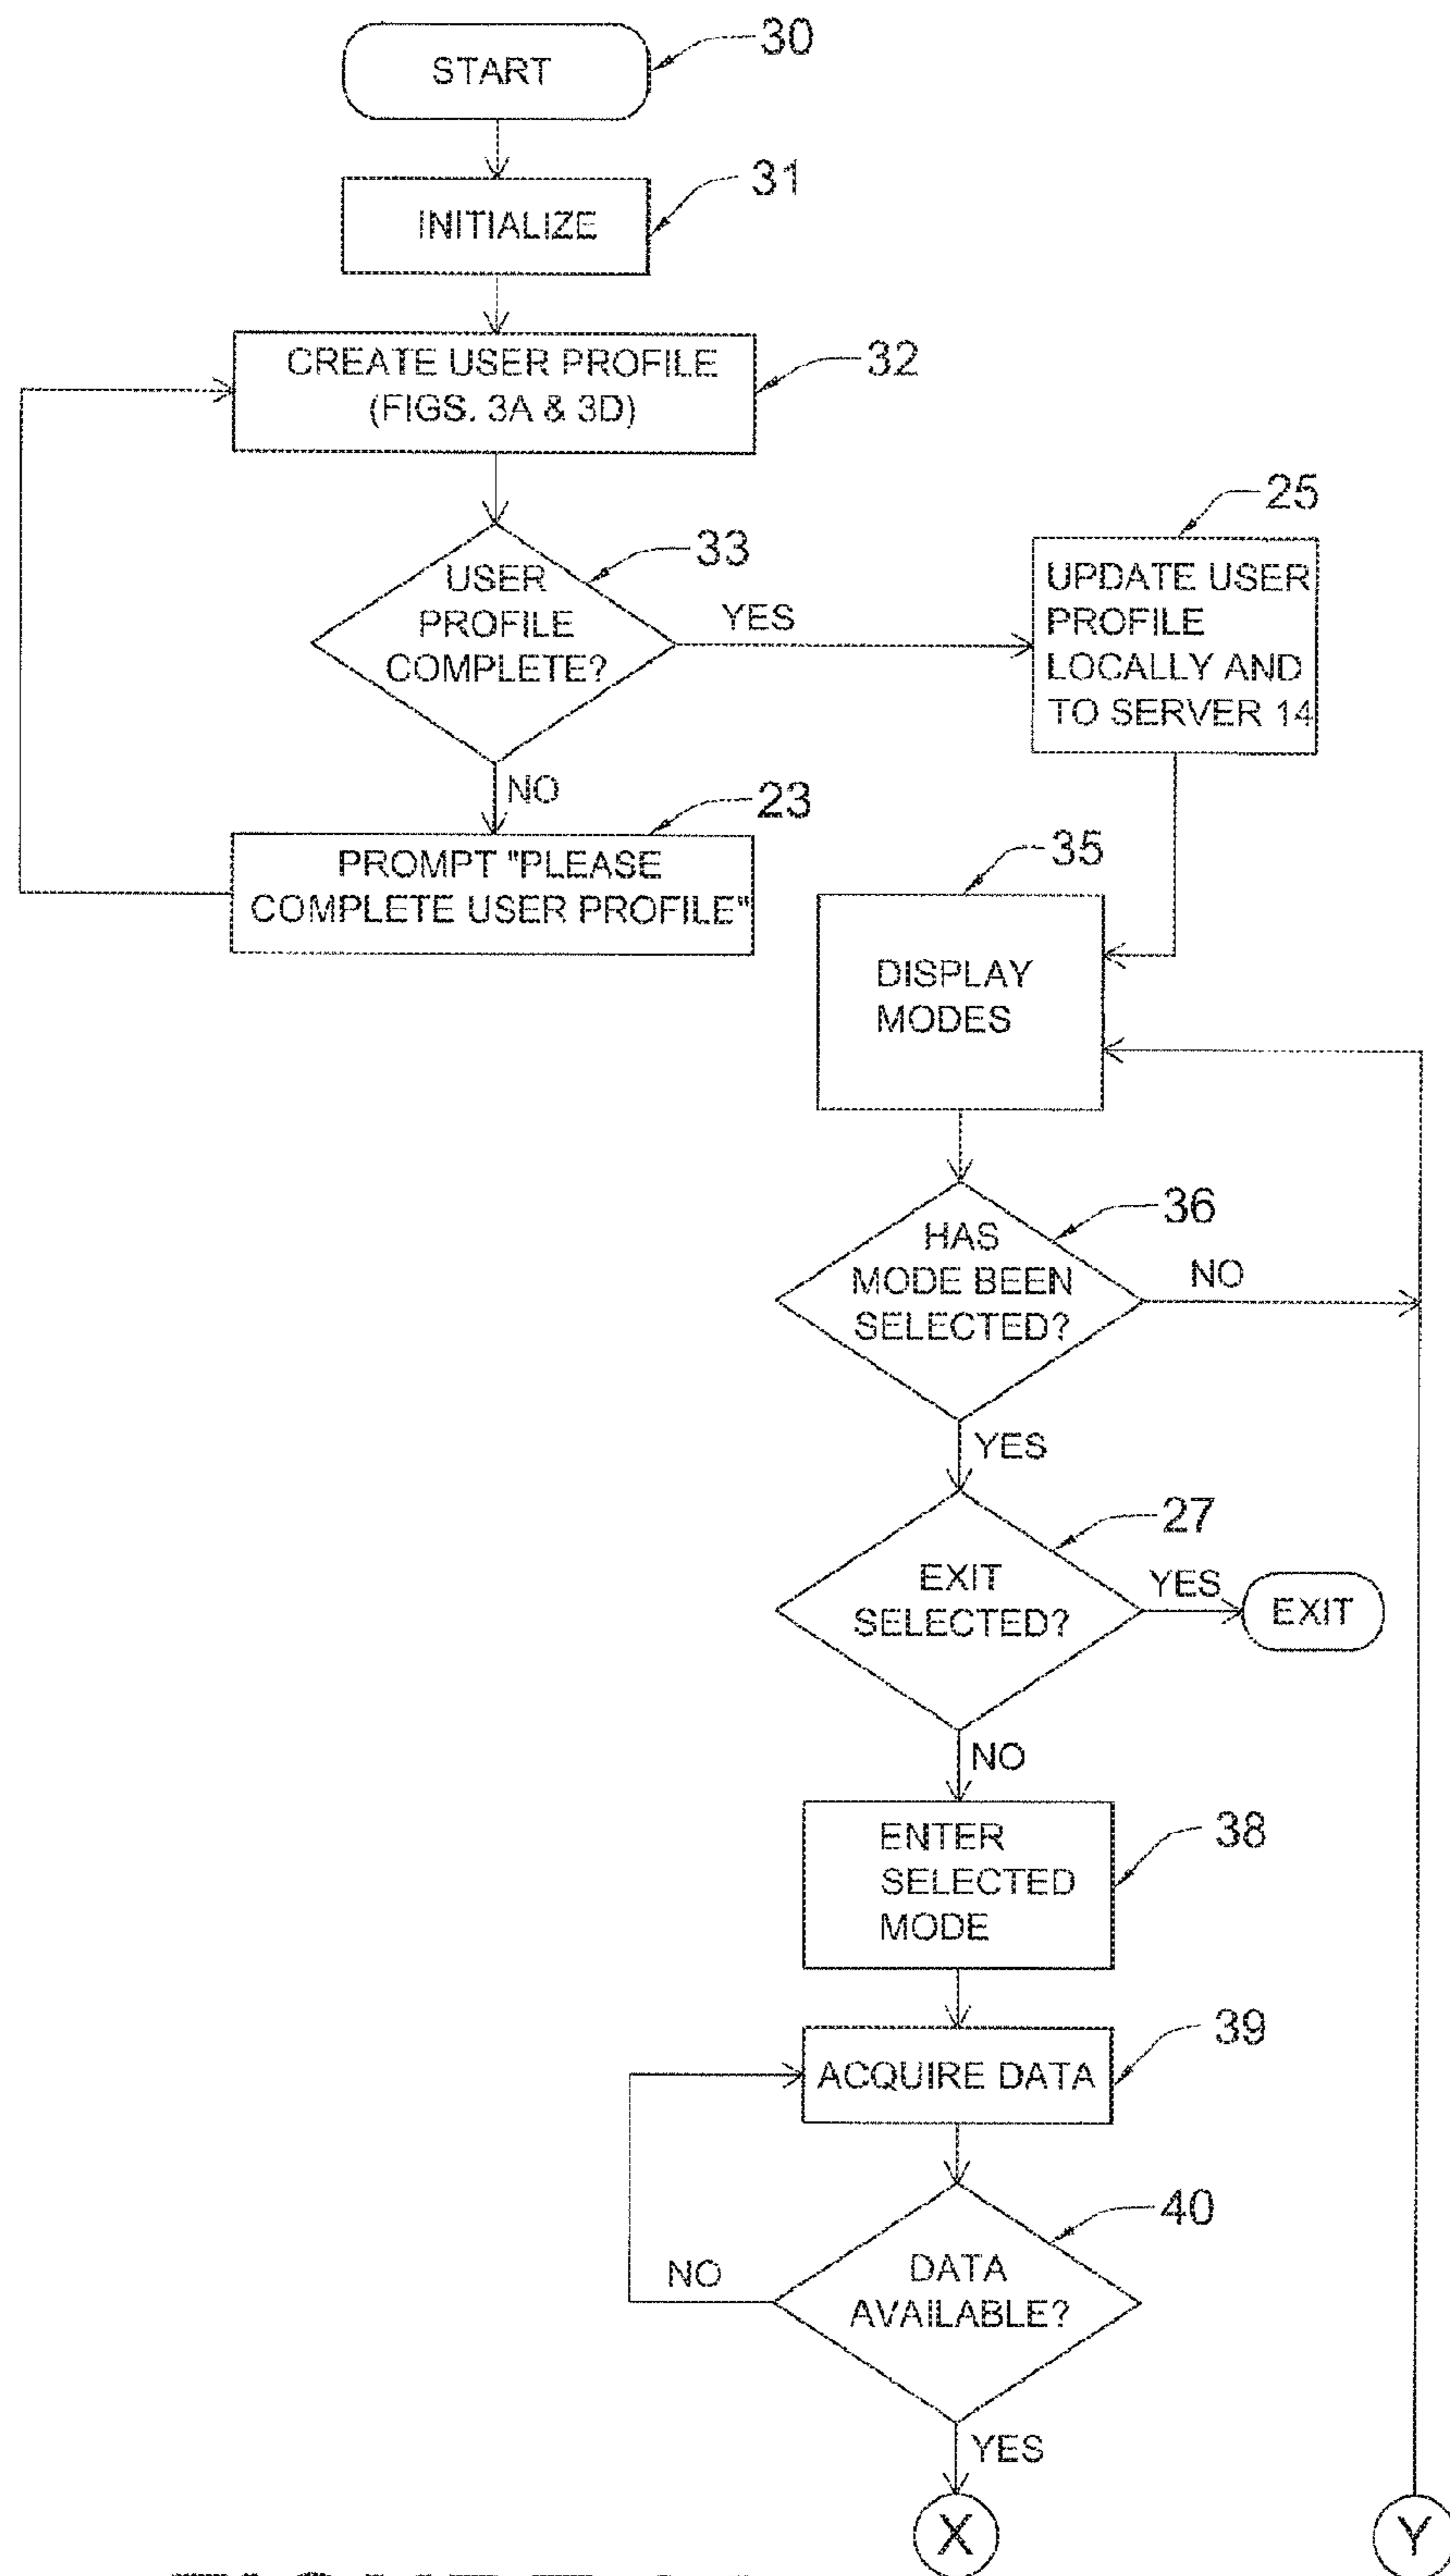 START
30
INITIALIZE
31
CREATE USER PROFILE
(FIGS. 3A & 3D)
32
USER
PROFILE
COMPLETE?
33
YES
25
UPDATE USER
PROFILE
LOCALLY AND
TO SERVER 14
NO
23
PROMPT "PLEASE
COMPLETE USER PROFILE"
35
DISPLAY
MODES
HAS
MODE BEEN
SELECTED?
36
NO
YES
EXIT
SELECTED?
27
YES
EXIT
NO
ENTER
SELECTED
MODE
38
ACQUIRE DATA
39
DATA
AVAILABLE?
40
NO
YES
X
Y